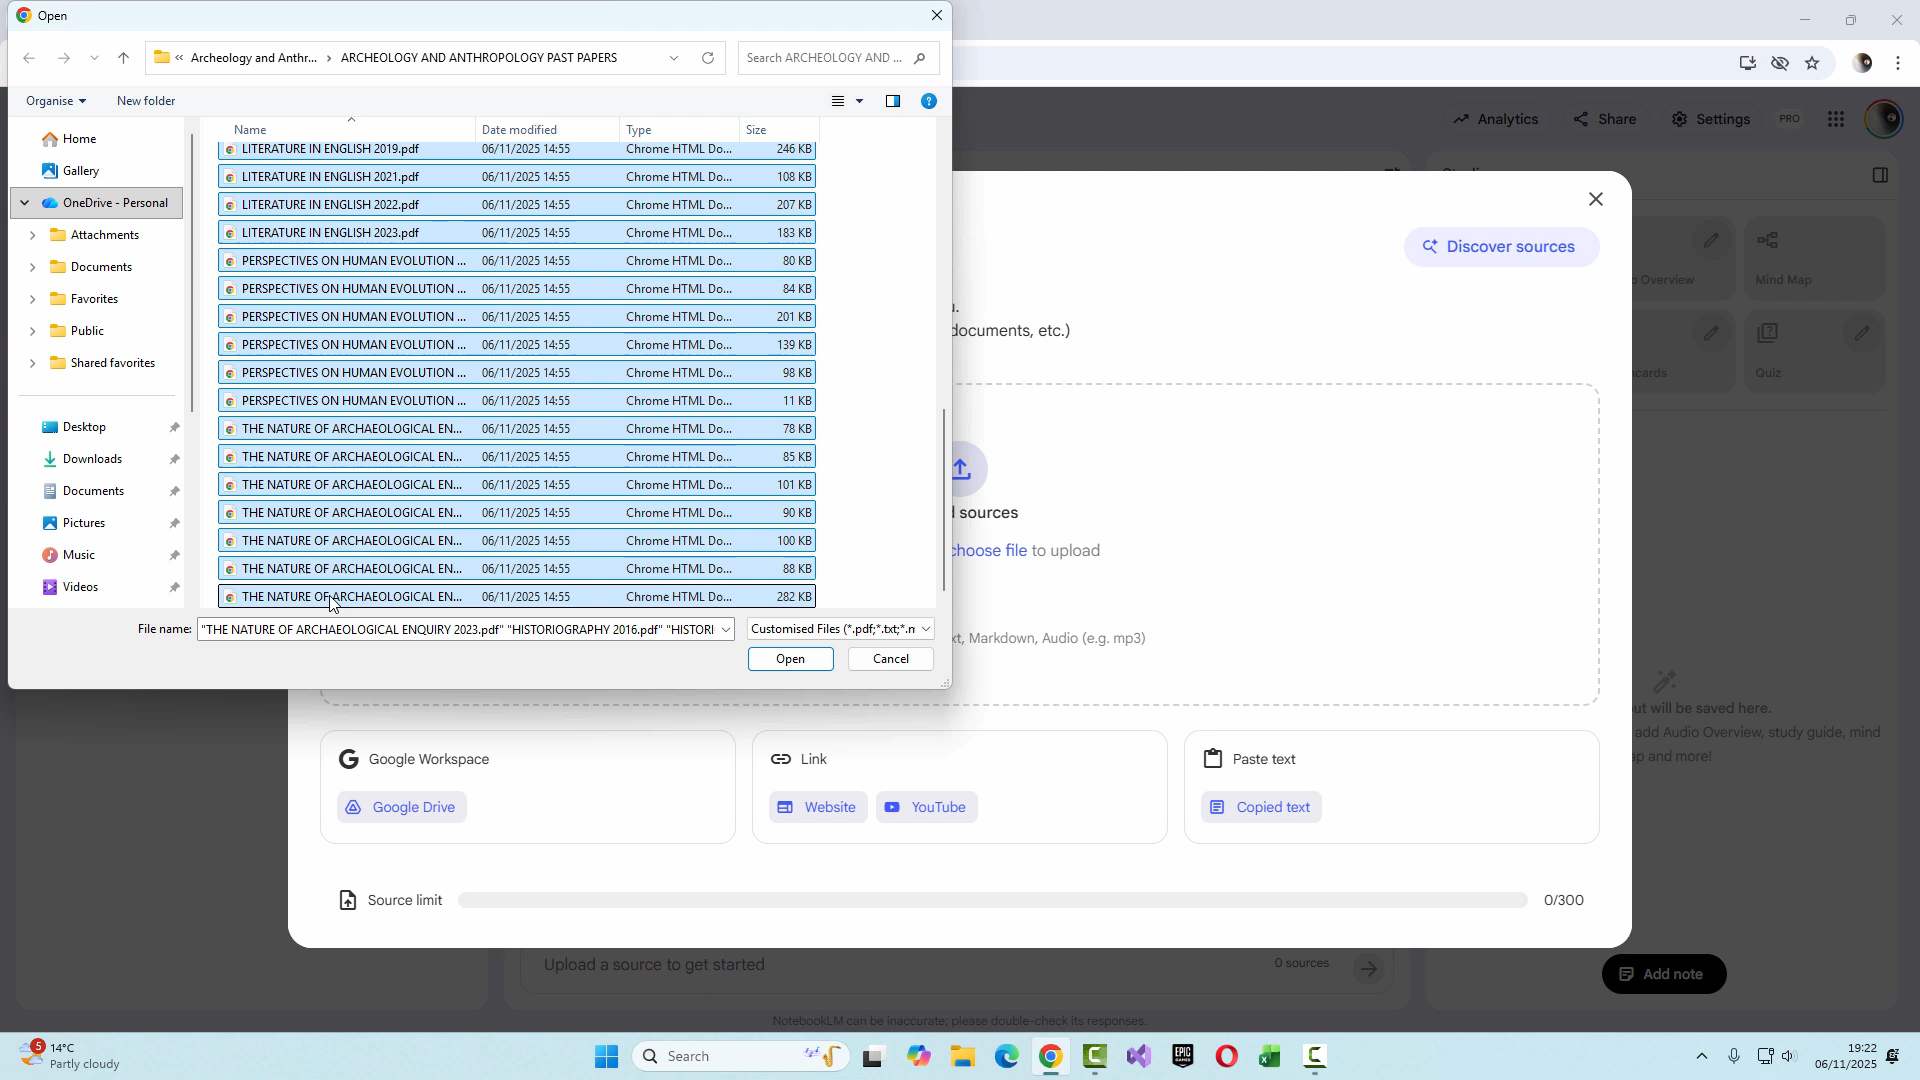 Open
« Archeology and Anthr... › ARCHEOLOGY AND ANTHROPOLOGY PAST PAPERS
Search ARCHEOLOGY AND ...
Organise
New folder
Analytics
Share
Settings
PRO
Home
Gallery
OneDrive - Personal
Attachments
Documents
Favorites
Public
Shared favorites
Desktop
Downloads
Documents
Pictures
Music
Videos
Name Date modified Type Size
LITERATURE IN ENGLISH 2019.pdf 06/11/2025 14:55 Chrome HTML Do... 246 KB
LITERATURE IN ENGLISH 2021.pdf 06/11/2025 14:55 Chrome HTML Do... 108 KB
LITERATURE IN ENGLISH 2022.pdf 06/11/2025 14:55 Chrome HTML Do... 207 KB
LITERATURE IN ENGLISH 2023.pdf 06/11/2025 14:55 Chrome HTML Do... 183 KB
PERSPECTIVES ON HUMAN EVOLUTION ... 06/11/2025 14:55 Chrome HTML Do... 80 KB
PERSPECTIVES ON HUMAN EVOLUTION ... 06/11/2025 14:55 Chrome HTML Do... 84 KB
PERSPECTIVES ON HUMAN EVOLUTION ... 06/11/2025 14:55 Chrome HTML Do... 201 KB
PERSPECTIVES ON HUMAN EVOLUTION ... 06/11/2025 14:55 Chrome HTML Do... 139 KB
PERSPECTIVES ON HUMAN EVOLUTION ... 06/11/2025 14:55 Chrome HTML Do... 98 KB
PERSPECTIVES ON HUMAN EVOLUTION ... 06/11/2025 14:55 Chrome HTML Do... 11 KB
THE NATURE OF ARCHAEOLOGICAL EN... 06/11/2025 14:55 Chrome HTML Do... 78 KB
THE NATURE OF ARCHAEOLOGICAL EN... 06/11/2025 14:55 Chrome HTML Do... 85 KB
THE NATURE OF ARCHAEOLOGICAL EN... 06/11/2025 14:55 Chrome HTML Do... 101 KB
THE NATURE OF ARCHAEOLOGICAL EN... 06/11/2025 14:55 Chrome HTML Do... 90 KB
THE NATURE OF ARCHAEOLOGICAL EN... 06/11/2025 14:55 Chrome HTML Do... 100 KB
THE NATURE OF ARCHAEOLOGICAL EN... 06/11/2025 14:55 Chrome HTML Do... 88 KB
THE NATURE OF ARCHAEOLOGICAL EN... 06/11/2025 14:55 Chrome HTML Do... 282 KB
File name: "THE NATURE OF ARCHAEOLOGICAL ENQUIRY 2023.pdf" "HISTORIOGRAPHY 2016.pdf" "HISTORI
Customised Files (*.pdf;*.txt;*.n
Open
Cancel
Discover sources
documents, etc.)
sources
choose file to upload
xt, Markdown, Audio (e.g. mp3)
Overview
Mind Map
cards
Quiz
ut will be saved here.
add Audio Overview, study guide, mind
ap and more!
Google Workspace
Google Drive
Link
Website
YouTube
Paste text
Copied text
Source limit
0/300
Upload a source to get started
0 sources
Add note
NotebookLM can be inaccurate; please double-check its responses.
5
14°C
Partly cloudy
Search
EPIC GAMES
19:22
06/11/2025